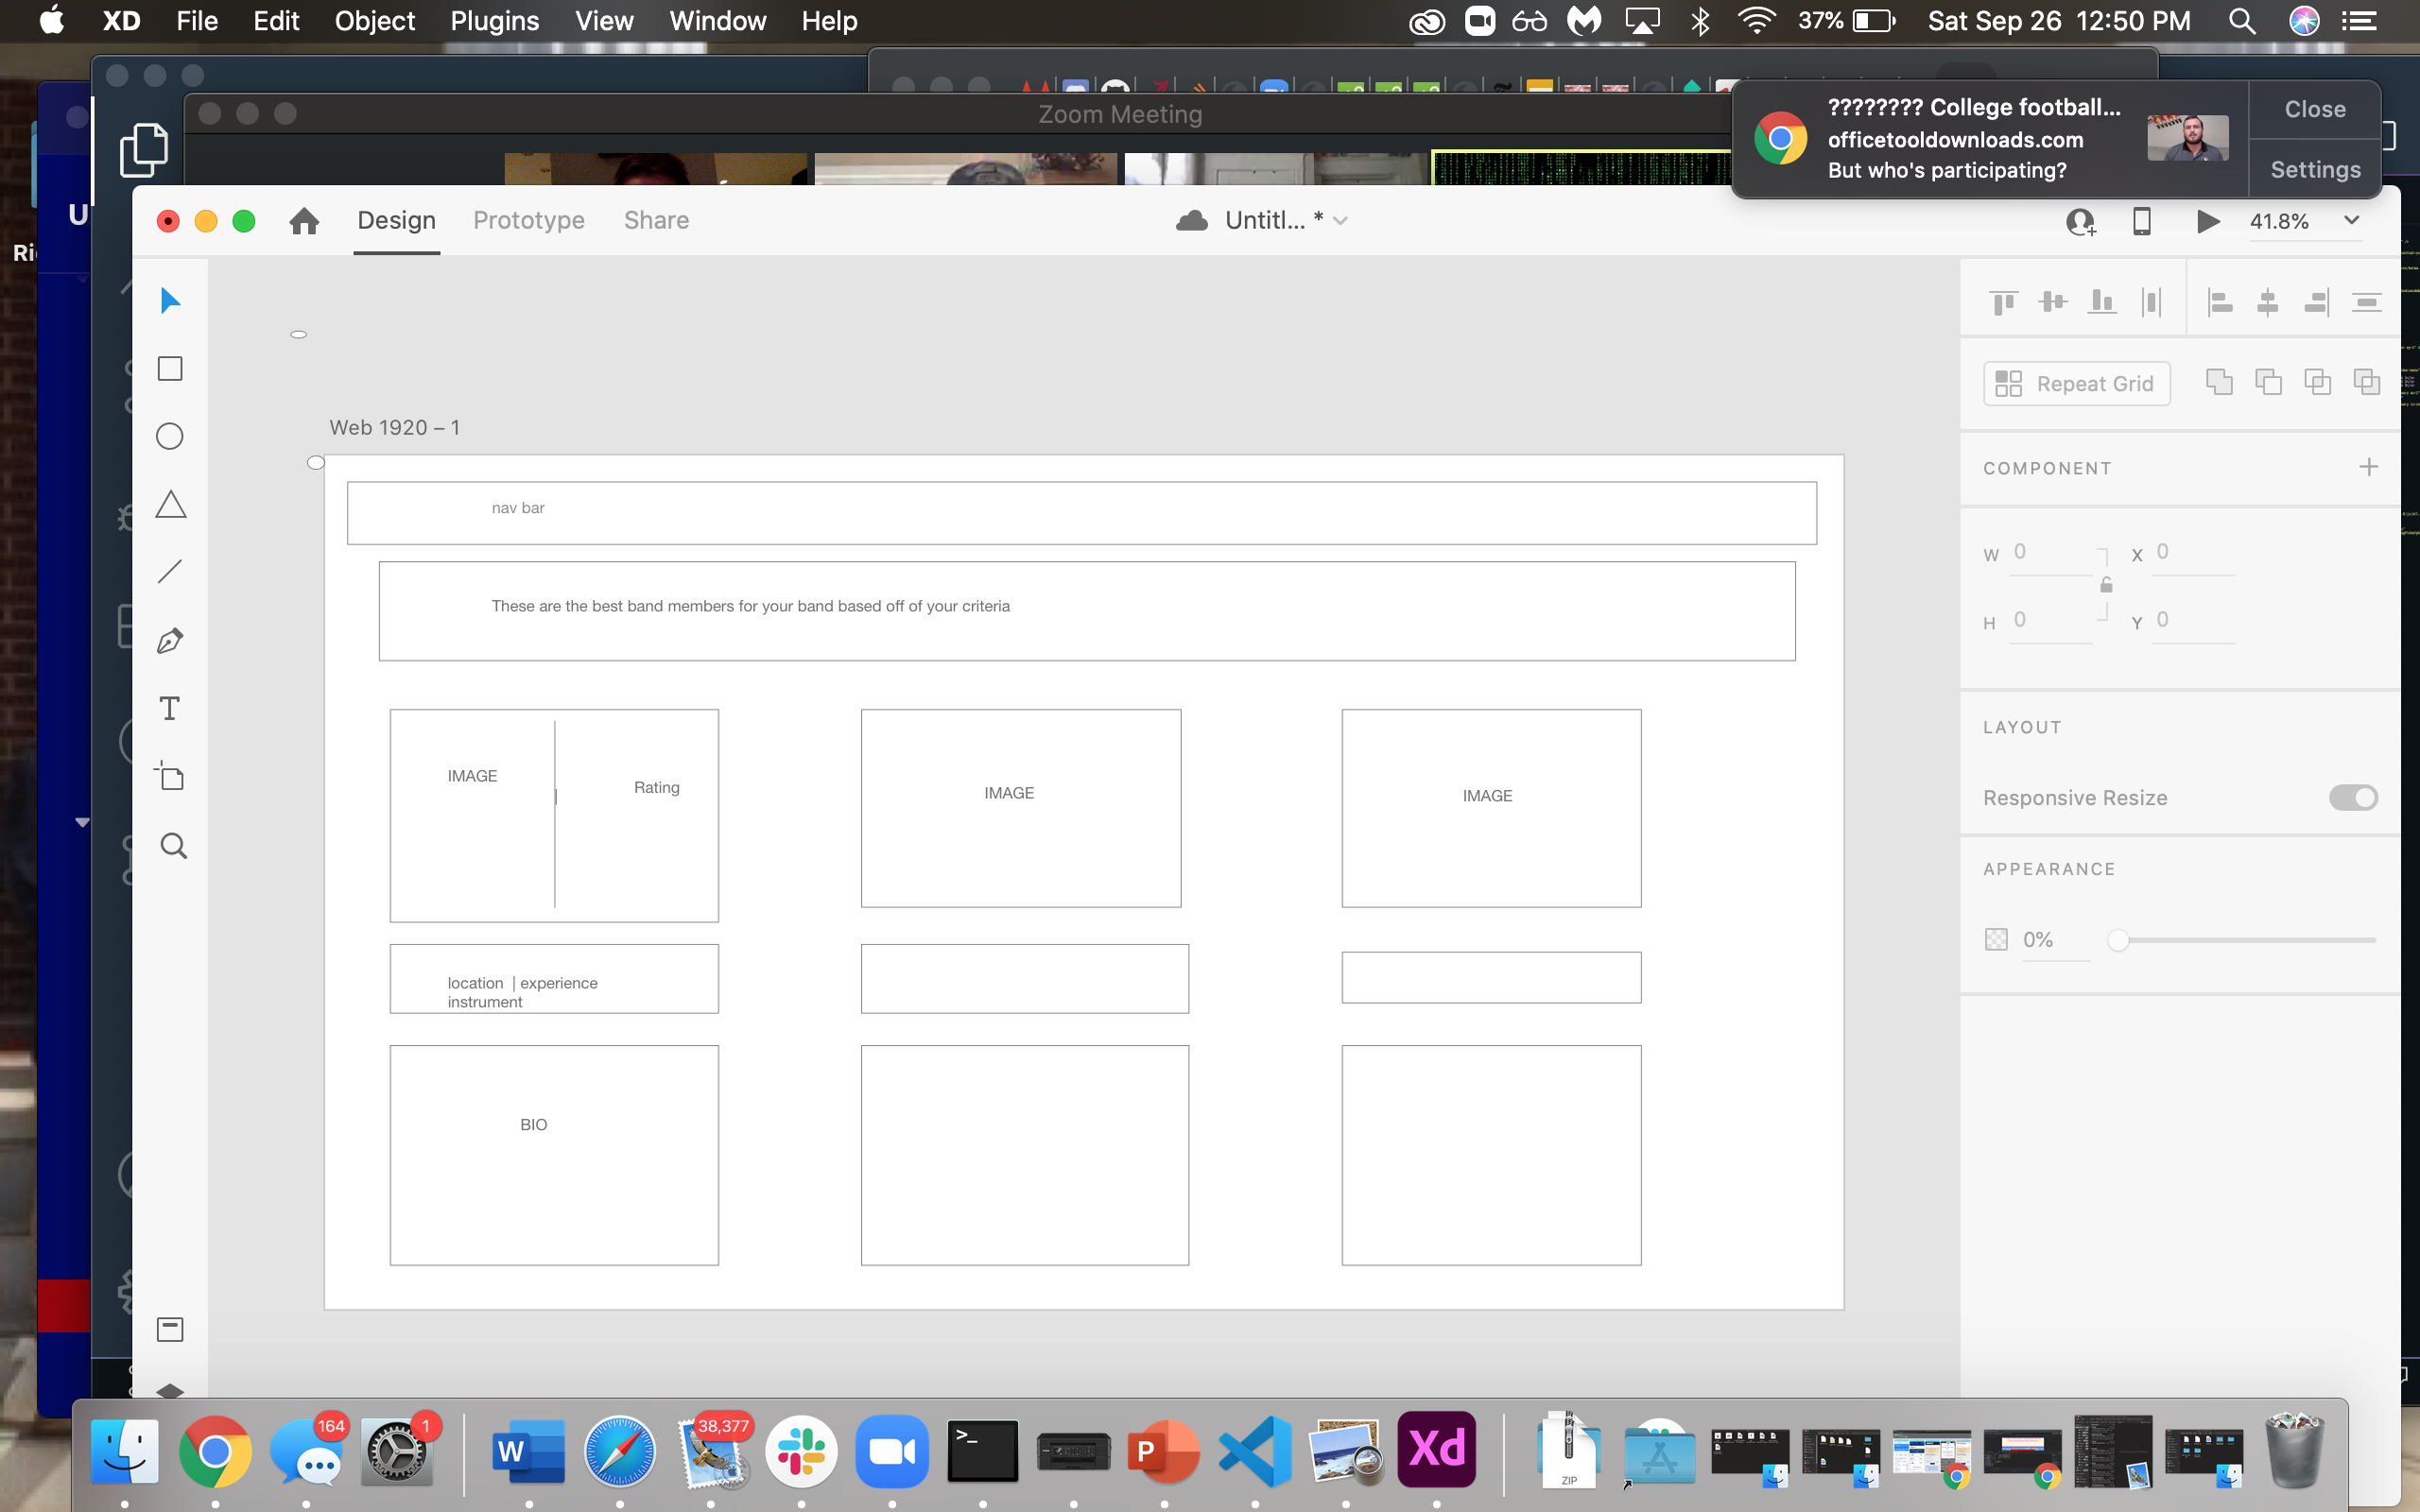 XD File Edit Object Plugins View Window Help 37% Sat Sep 26 12:50 PM
Zoom Meeting
???????? College football...
officetooldownloads.com
But who's participating?
Close
Settings
U
Ri
Design Prototype Share Untitl... * 41.8%
Repeat Grid
Web 1920 – 1
COMPONENT
nav bar
W 0 X 0
H 0 Y 0
These are the best band members for your band based off of your criteria
LAYOUT
Responsive Resize
IMAGE
Rating
IMAGE
IMAGE
APPEARANCE
0%
location | experience
instrument
BIO
164
1
38,377
W
>_
P
Xd
ZIP